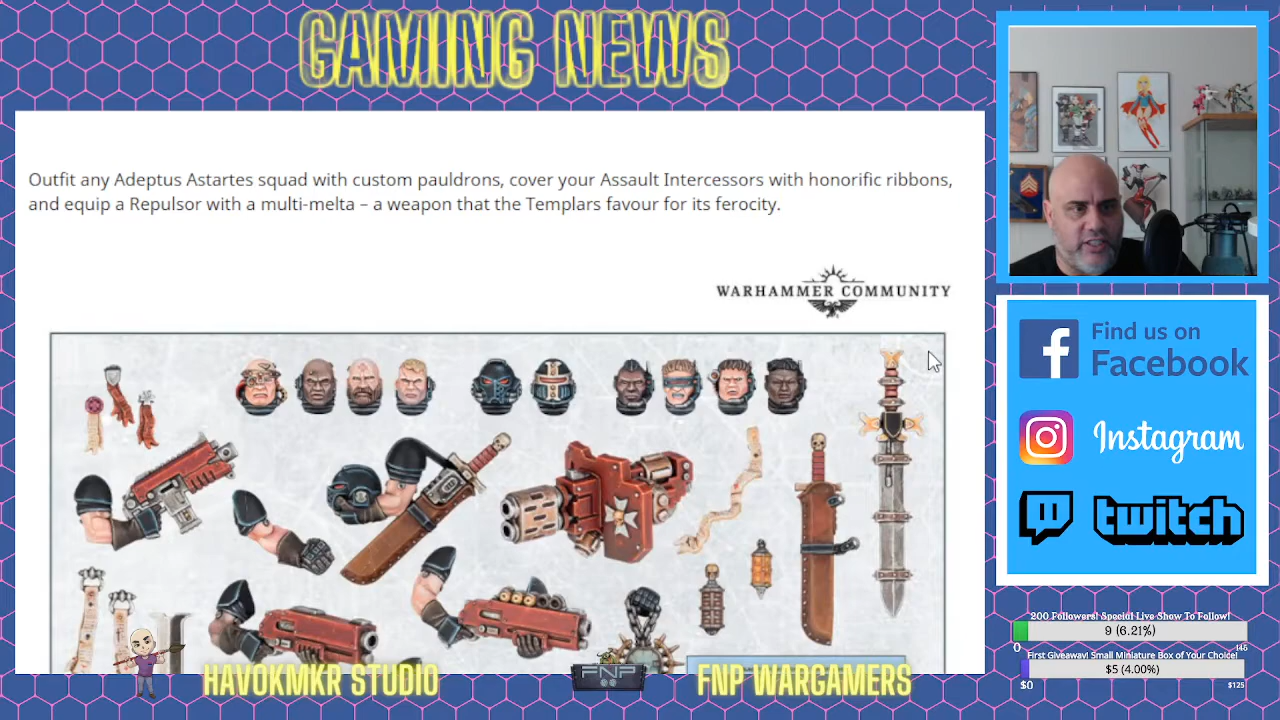 GAMING NEWS
Outfit any Adeptus Astartes squad with custom pauldrons, cover your Assault Intercessors with honorific ribbons,
and equip a Repulsor with a multi-melta – a weapon that the Templars favour for its ferocity.
WARHAMMER COMMUNITY
Find us on
Facebook
Instagram
twitch
200 Followers! Special Live Show To Follow!
9 (6.21%)
0
145
First Giveaway! Small Miniature Box of Your Choice!
$5 (4.00%)
$0
$125
HAVOKMKR STUDIO
FNP
FNP WARGAMERS